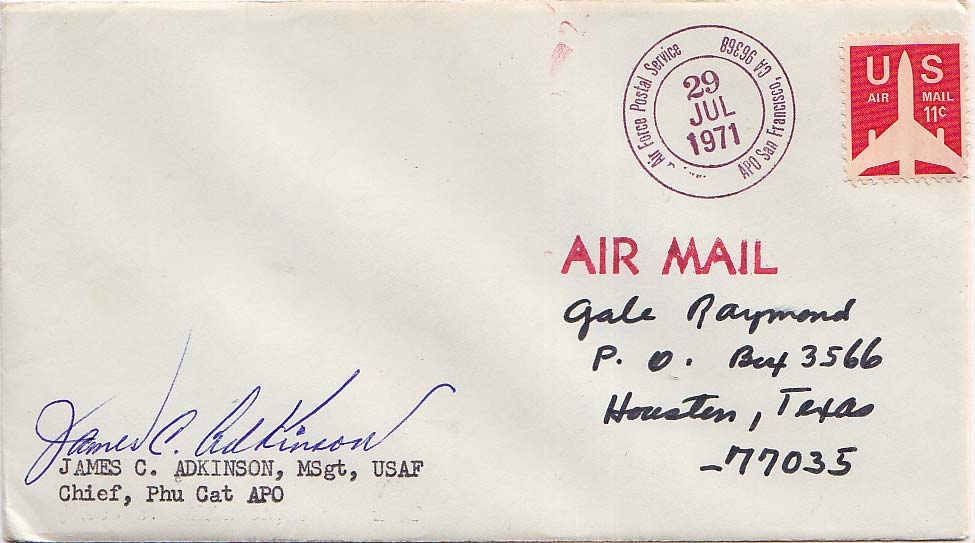 Air Force Postal Service
APO San Francisco, CA 96368
29
JUL
1971
U S
AIR MAIL
11c
AIR MAIL
Gale Raymond
P. O. Box 3566
Houston, Texas
-77035
James C. Adkinson
JAMES C. ADKINSON, MSgt, USAF
Chief, Phu Cat APO